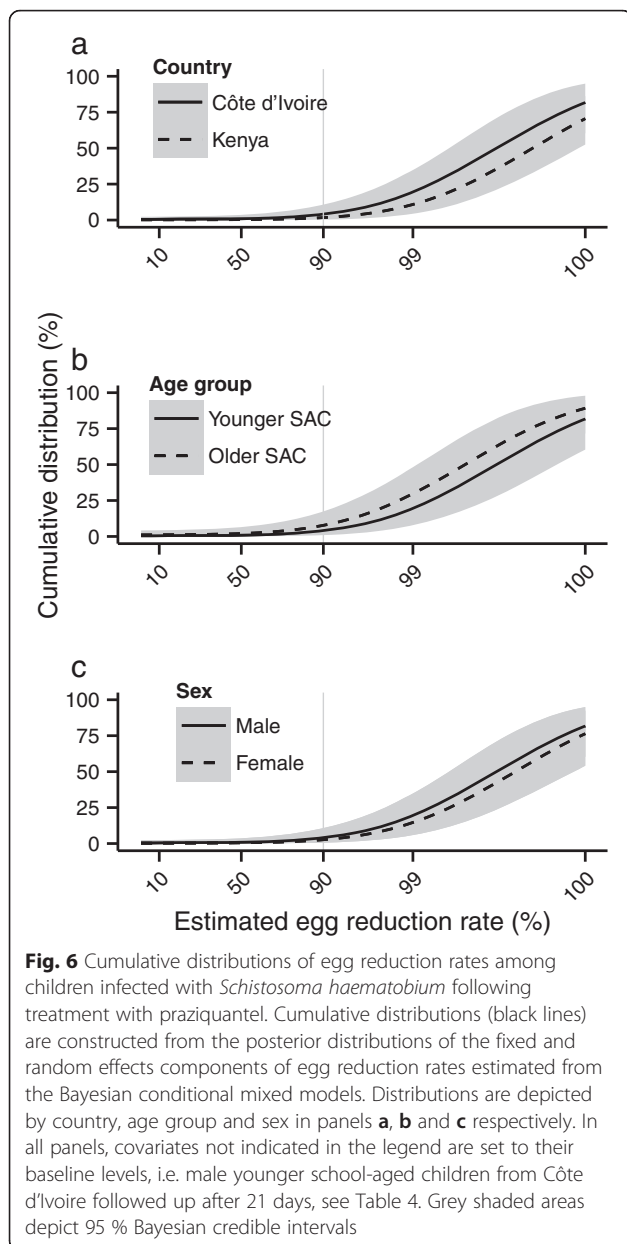 a
Country
Côte d'Ivoire
Kenya
100
75
50
25
0
10
50
90
99
100
Cumulative distribution (%)
b
Age group
Younger SAC
Older SAC
100
75
50
25
0
10
50
90
99
100
c
Sex
Male
Female
100
75
50
25
0
10
50
90
99
100
Estimated egg reduction rate (%)
Fig. 6 Cumulative distributions of egg reduction rates among
children infected with Schistosoma haematobium following
treatment with praziquantel. Cumulative distributions (black lines)
are constructed from the posterior distributions of the fixed and
random effects components of egg reduction rates estimated from
the Bayesian conditional mixed models. Distributions are depicted
by country, age group and sex in panels a, b and c respectively. In
all panels, covariates not indicated in the legend are set to their
baseline levels, i.e. male younger school-aged children from Côte
d'Ivoire followed up after 21 days, see Table 4. Grey shaded areas
depict 95 % Bayesian credible intervals